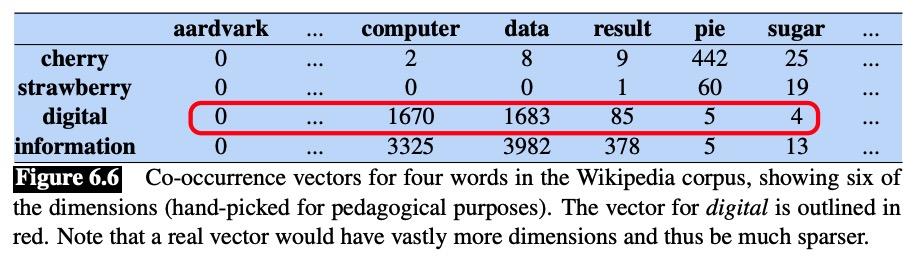 aardvark ... computer data result pie sugar ...
cherry 0 ... 2 8 9 442 25 ...
strawberry 0 ... 0 0 1 60 19 ...
digital 0 ... 1670 1683 85 5 4 ...
information 0 ... 3325 3982 378 5 13 ...
Figure 6.6 Co-occurrence vectors for four words in the Wikipedia corpus, showing six of
the dimensions (hand-picked for pedagogical purposes). The vector for digital is outlined in
red. Note that a real vector would have vastly more dimensions and thus be much sparser.